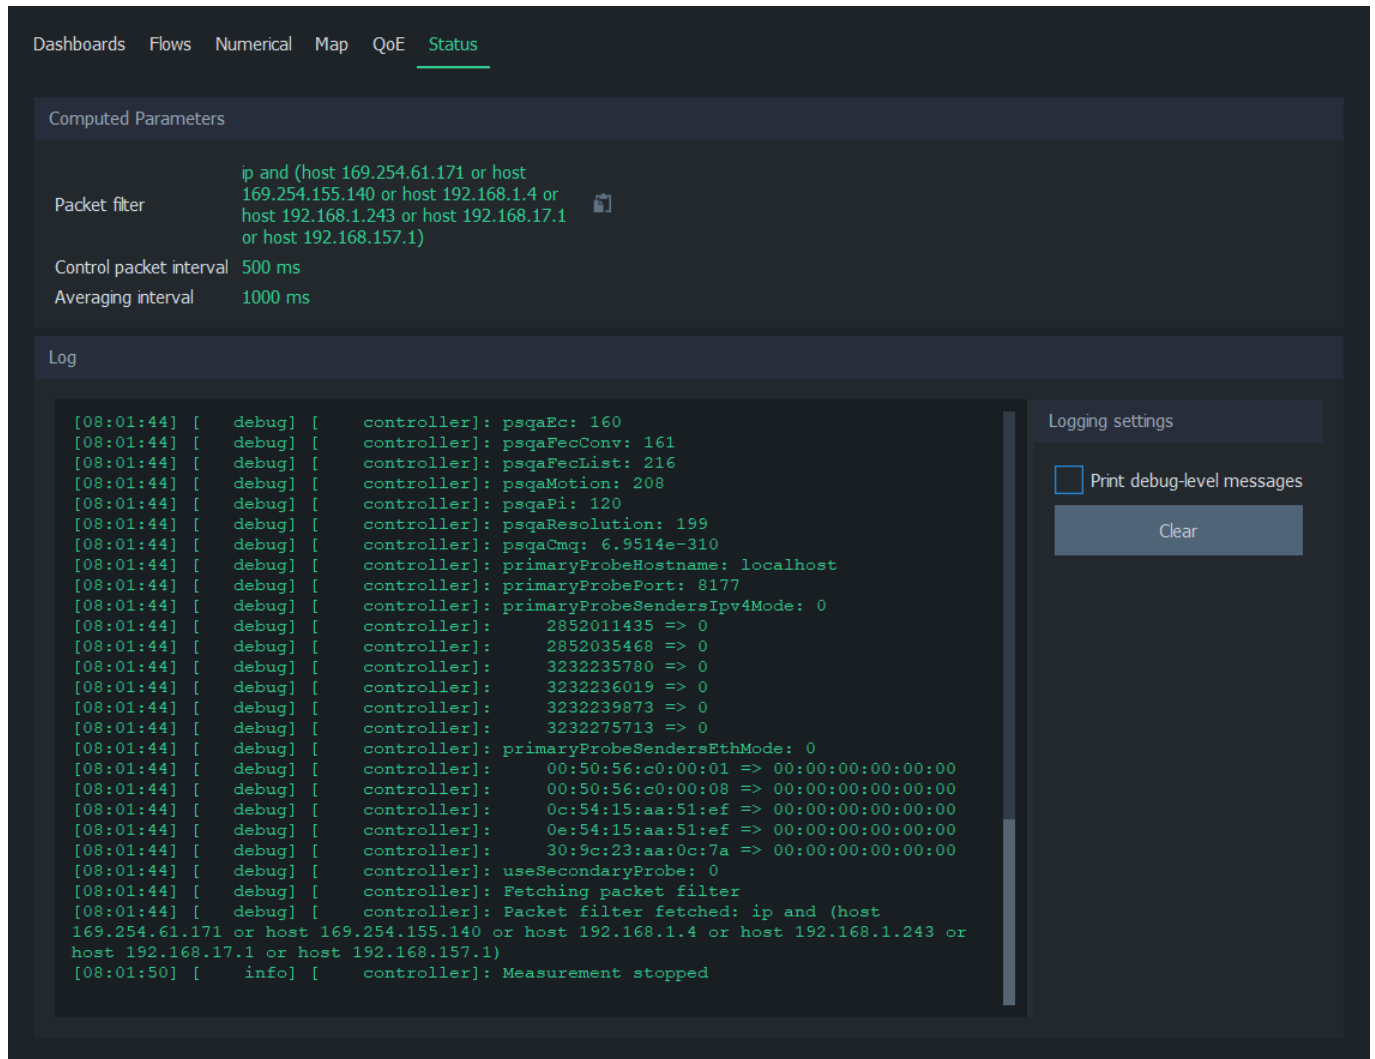 Dashboards Flows Numerical Map QoE Status
Computed Parameters
Packet filter
ip and (host 169.254.61.171 or host
169.254.155.140 or host 192.168.1.4 or
host 192.168.1.243 or host 192.168.17.1
or host 192.168.157.1)
Control packet interval 500 ms
Averaging interval 1000 ms
Log
[08:01:44] [   debug] [    controller]: psqaEc: 160
[08:01:44] [   debug] [    controller]: psqaFecConv: 161
[08:01:44] [   debug] [    controller]: psqaFecList: 216
[08:01:44] [   debug] [    controller]: psqaMotion: 208
[08:01:44] [   debug] [    controller]: psqaPi: 120
[08:01:44] [   debug] [    controller]: psqaResolution: 199
[08:01:44] [   debug] [    controller]: psqaCmq: 6.9514e-310
[08:01:44] [   debug] [    controller]: primaryProbeHostname: localhost
[08:01:44] [   debug] [    controller]: primaryProbePort: 8177
[08:01:44] [   debug] [    controller]: primaryProbeSendersIpv4Mode: 0
[08:01:44] [   debug] [    controller]:     2852011435 => 0
[08:01:44] [   debug] [    controller]:     2852035468 => 0
[08:01:44] [   debug] [    controller]:     3232235780 => 0
[08:01:44] [   debug] [    controller]:     3232236019 => 0
[08:01:44] [   debug] [    controller]:     3232239873 => 0
[08:01:44] [   debug] [    controller]:     3232275713 => 0
[08:01:44] [   debug] [    controller]: primaryProbeSendersEthMode: 0
[08:01:44] [   debug] [    controller]:     00:50:56:c0:00:01 => 00:00:00:00:00:00
[08:01:44] [   debug] [    controller]:     00:50:56:c0:00:08 => 00:00:00:00:00:00
[08:01:44] [   debug] [    controller]:     0c:54:15:aa:51:ef => 00:00:00:00:00:00
[08:01:44] [   debug] [    controller]:     0e:54:15:aa:51:ef => 00:00:00:00:00:00
[08:01:44] [   debug] [    controller]:     30:9c:23:aa:0c:7a => 00:00:00:00:00:00
[08:01:44] [   debug] [    controller]: useSecondaryProbe: 0
[08:01:44] [   debug] [    controller]: Fetching packet filter
[08:01:44] [   debug] [    controller]: Packet filter fetched: ip and (host
169.254.61.171 or host 169.254.155.140 or host 192.168.1.4 or host 192.168.1.243 or
host 192.168.17.1 or host 192.168.157.1)
[08:01:50] [    info] [    controller]: Measurement stopped
Logging settings
Print debug-level messages
Clear